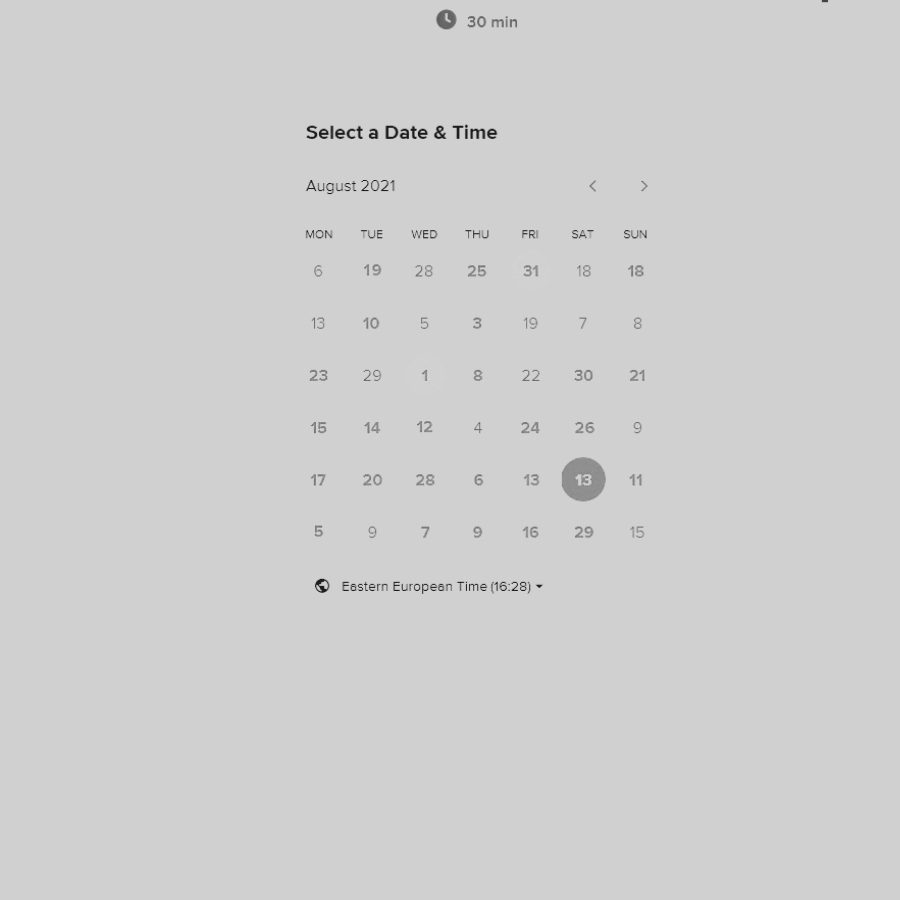 30 min
Select a Date & Time
August 2021
MON TUE WED THU FRI SAT SUN
6 19 28 25 31 18 18
13 10 5 3 19 7 8
23 29 1 8 22 30 21
15 14 12 4 24 26 9
17 20 28 6 13 13 11
5 9 7 9 16 29 15
Eastern European Time (16:28)